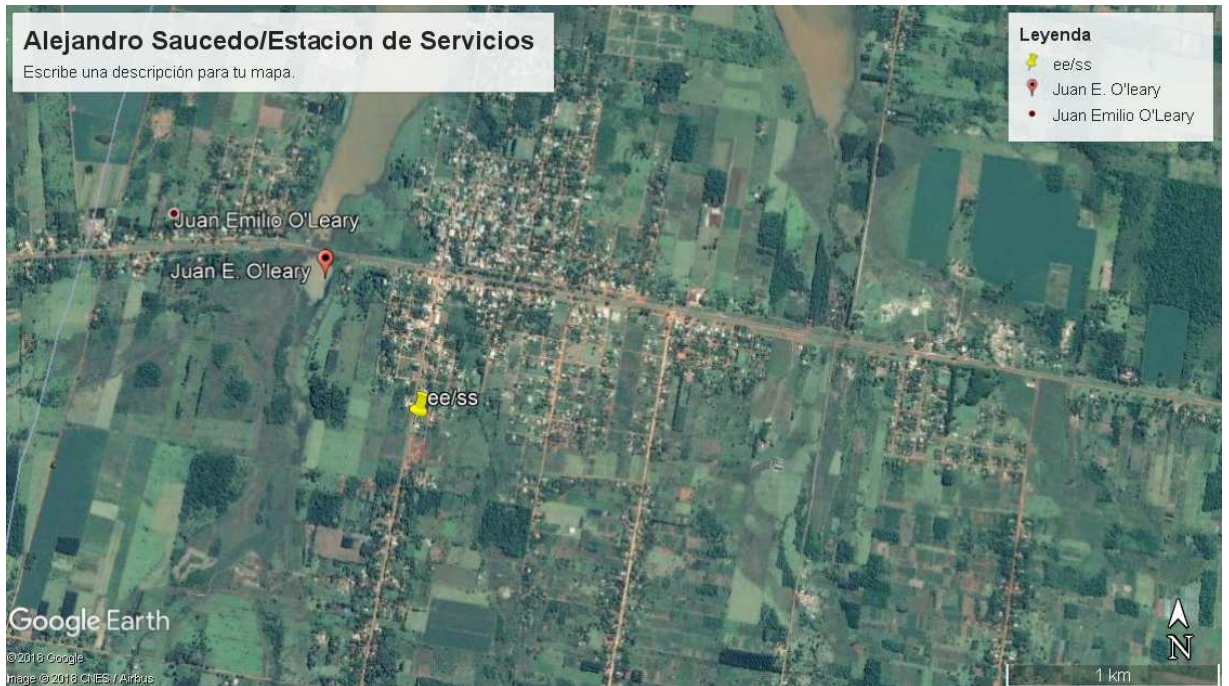 Alejandro Saucedo/Estacion de Servicios
Escribe una descripción para tu mapa.
Leyenda
ee/ss
Juan E. O'leary
Juan Emilio O'Leary
Juan Emilio O'Leary
Juan E. O'leary
ee/ss
Google Earth
©2018 Google
Image © 2018 CNES / Airbus
N
1 km